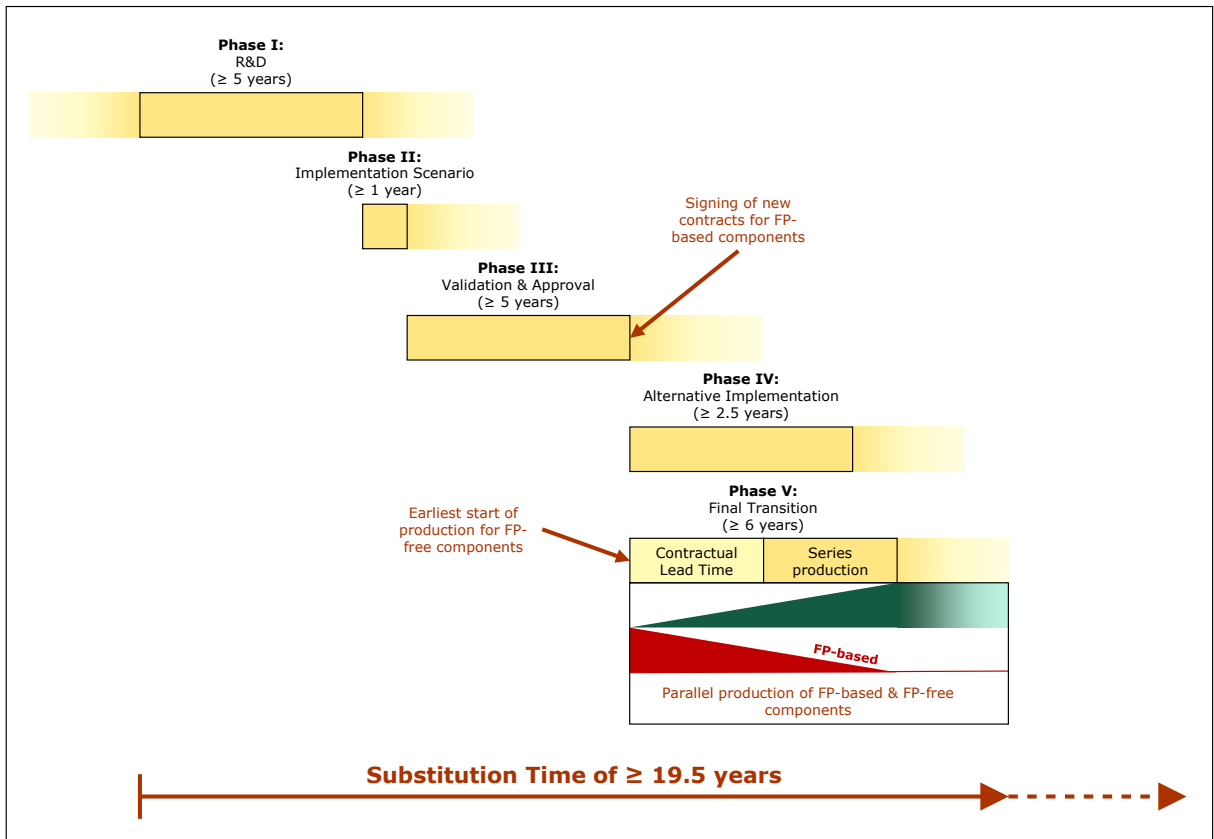 Phase I:
R&D
(≥ 5 years)
Phase II:
Implementation Scenario
(≥ 1 year)
Signing of new
contracts for FP-
based components
Phase III:
Validation & Approval
(≥ 5 years)
Phase IV:
Alternative Implementation
(≥ 2.5 years)
Phase V:
Final Transition
(≥ 6 years)
Earliest start of
production for FP-
free components
Contractual
Lead Time
Series
production
FP-based
Parallel production of FP-based & FP-free
components
Substitution Time of ≥ 19.5 years